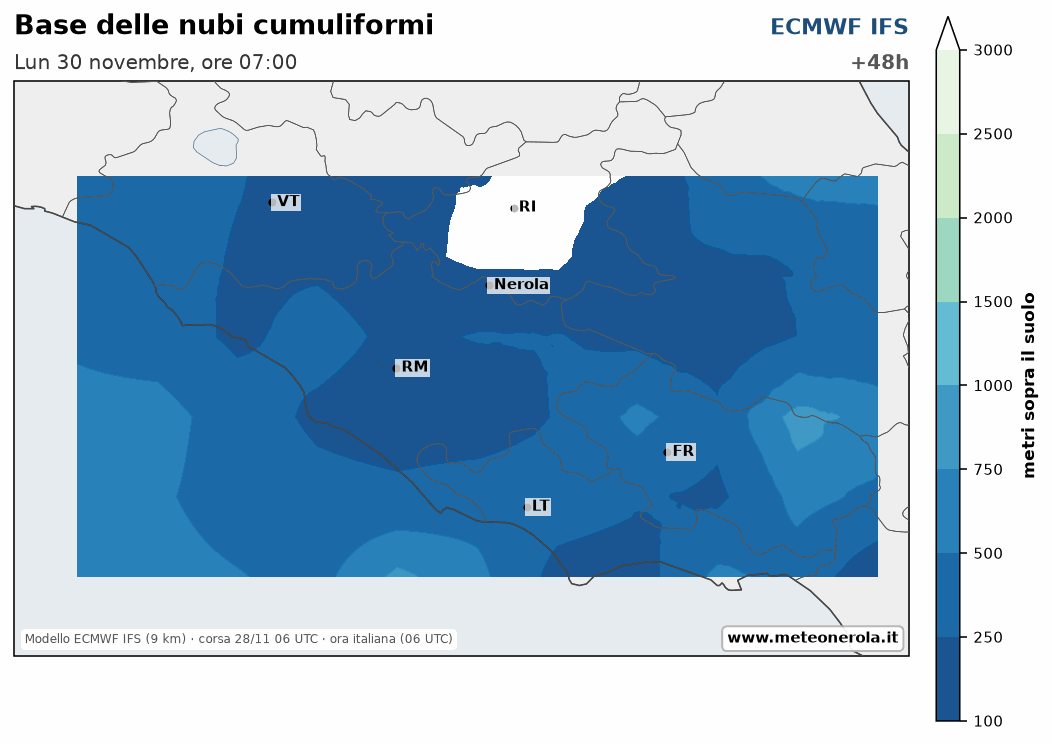 Base delle nubi cumuliformi
ECMWF IFS
Lun 30 novembre, ore 07:00
+48h
3000
2500
2000
1500
1000
750
500
250
100
metri sopra il suolo
VT
RI
Nerola
RM
FR
LT
Modello ECMWF IFS (9 km) · corsa 28/11 06 UTC · ora italiana (06 UTC)
www.meteonerola.it